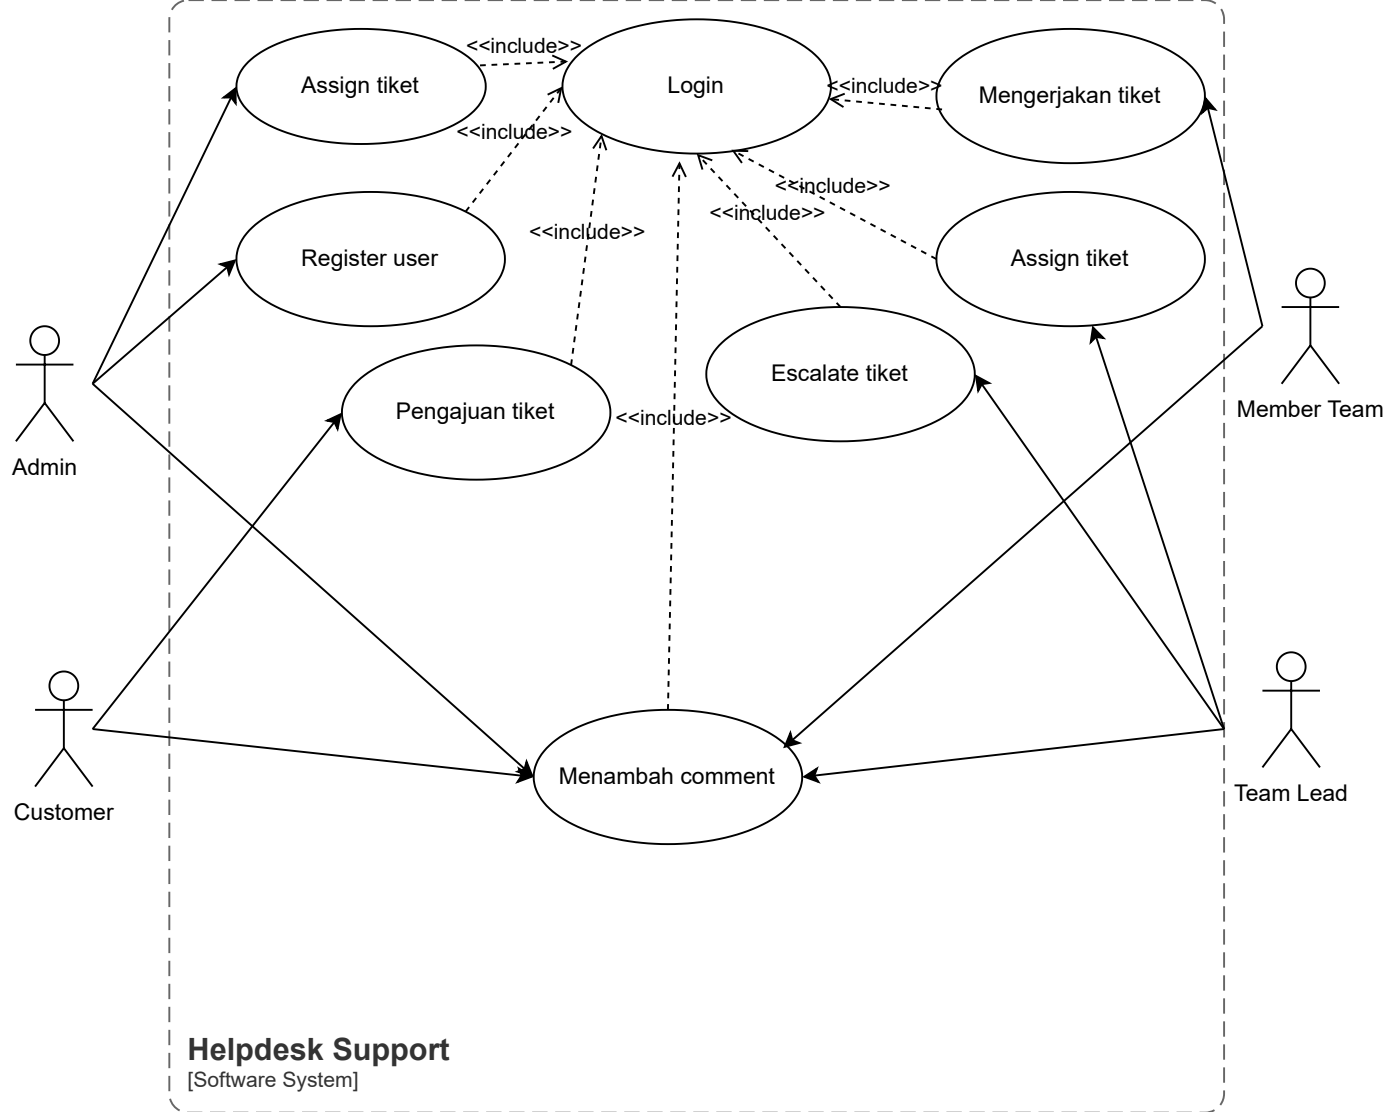 <<include>>
Assign tiket
Login
<<include>>
Mengerjakan tiket
<<include>>
<<include>>
<<include>>
<<include>>
Register user
Assign tiket
Escalate tiket
Pengajuan tiket
<<include>>
Member Team
Admin
Menambah comment
Customer
Team Lead
Helpdesk Support
[Software System]